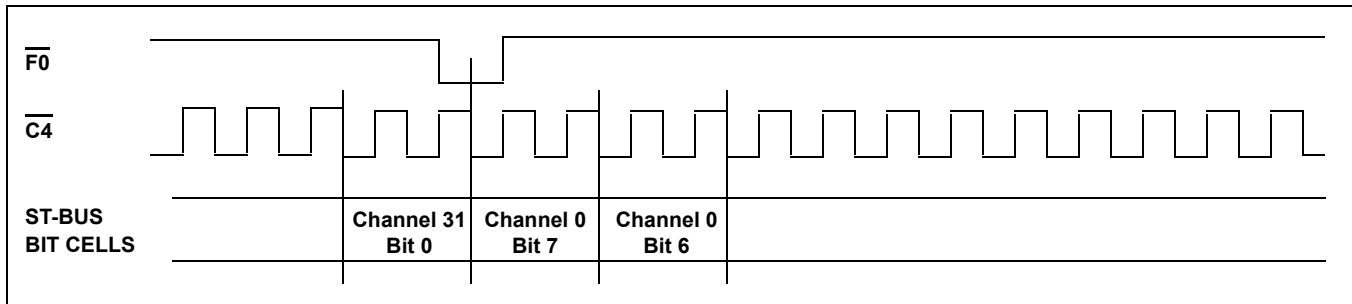 F0
C4
ST-BUS
BIT CELLS
Channel 31
Bit 0
Channel 0
Bit 7
Channel 0
Bit 6